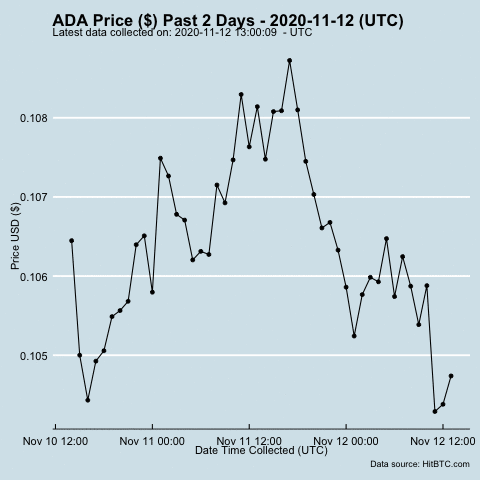 ADA Price ($) Past 2 Days - 2020-11-12 (UTC)
Latest data collected on: 2020-11-12 13:00:09  - UTC
0.108
0.107
0.106
0.105
Price USD ($)
Nov 10 12:00
Nov 11 00:00
Nov 11 12:00
Nov 12 00:00
Nov 12 12:00
Date Time Collected (UTC)
Data source: HitBTC.com